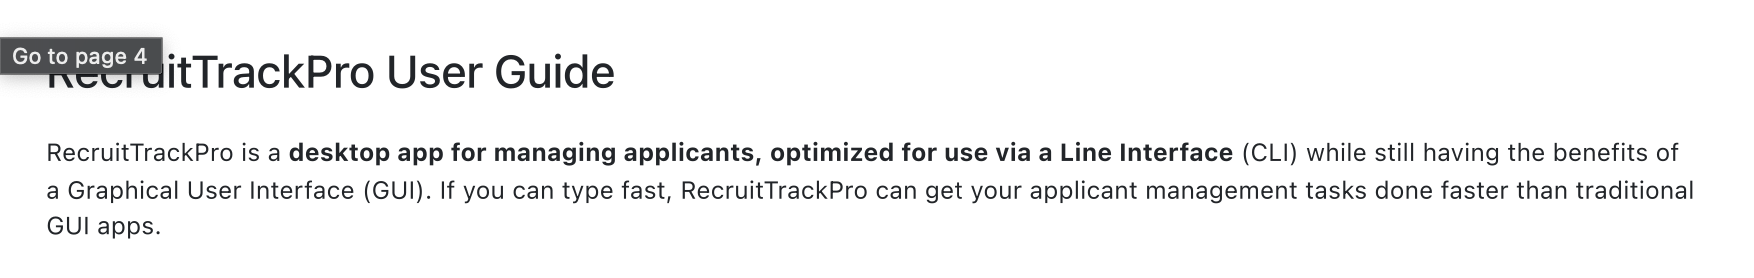 Go to page 4
RecruitTrackPro User Guide
RecruitTrackPro is a desktop app for managing applicants, optimized for use via a Line Interface (CLI) while still having the benefits of
a Graphical User Interface (GUI). If you can type fast, RecruitTrackPro can get your applicant management tasks done faster than traditional
GUI apps.